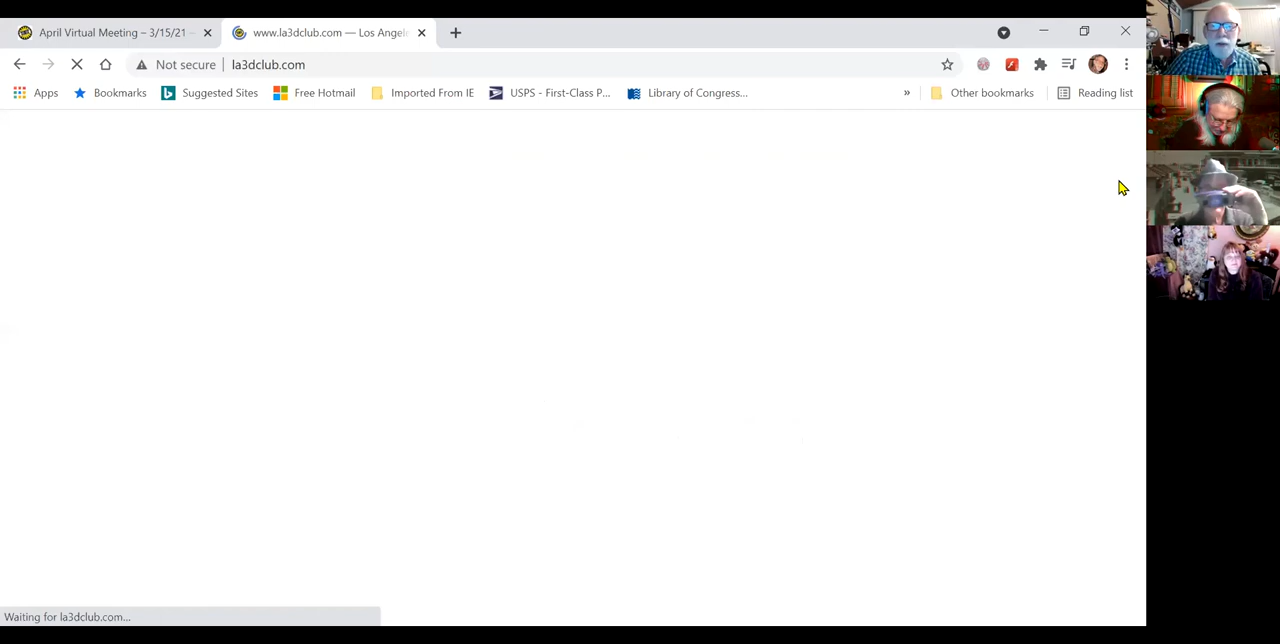 April Virtual Meeting – 3/15/21 -
www.la3dclub.com — Los Angele
Not secure | la3dclub.com
Apps Bookmarks Suggested Sites Free Hotmail Imported From IE USPS - First-Class P... Library of Congress... » Other bookmarks Reading list
Waiting for la3dclub.com...